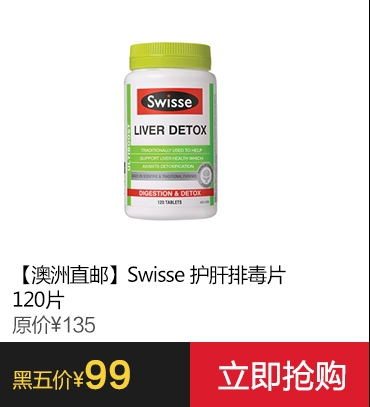 Swisse
LIVER DETOX
TRADITIONALLY USED TO HELP
SUPPORT LIVER HEALTH WHICH
ASSISTS DETOXIFICATION
DIGESTION & DETOX
120 TABLETS
【澳洲直邮】Swisse 护肝排毒片
120片
原价¥135
黑五价¥99
立即抢购